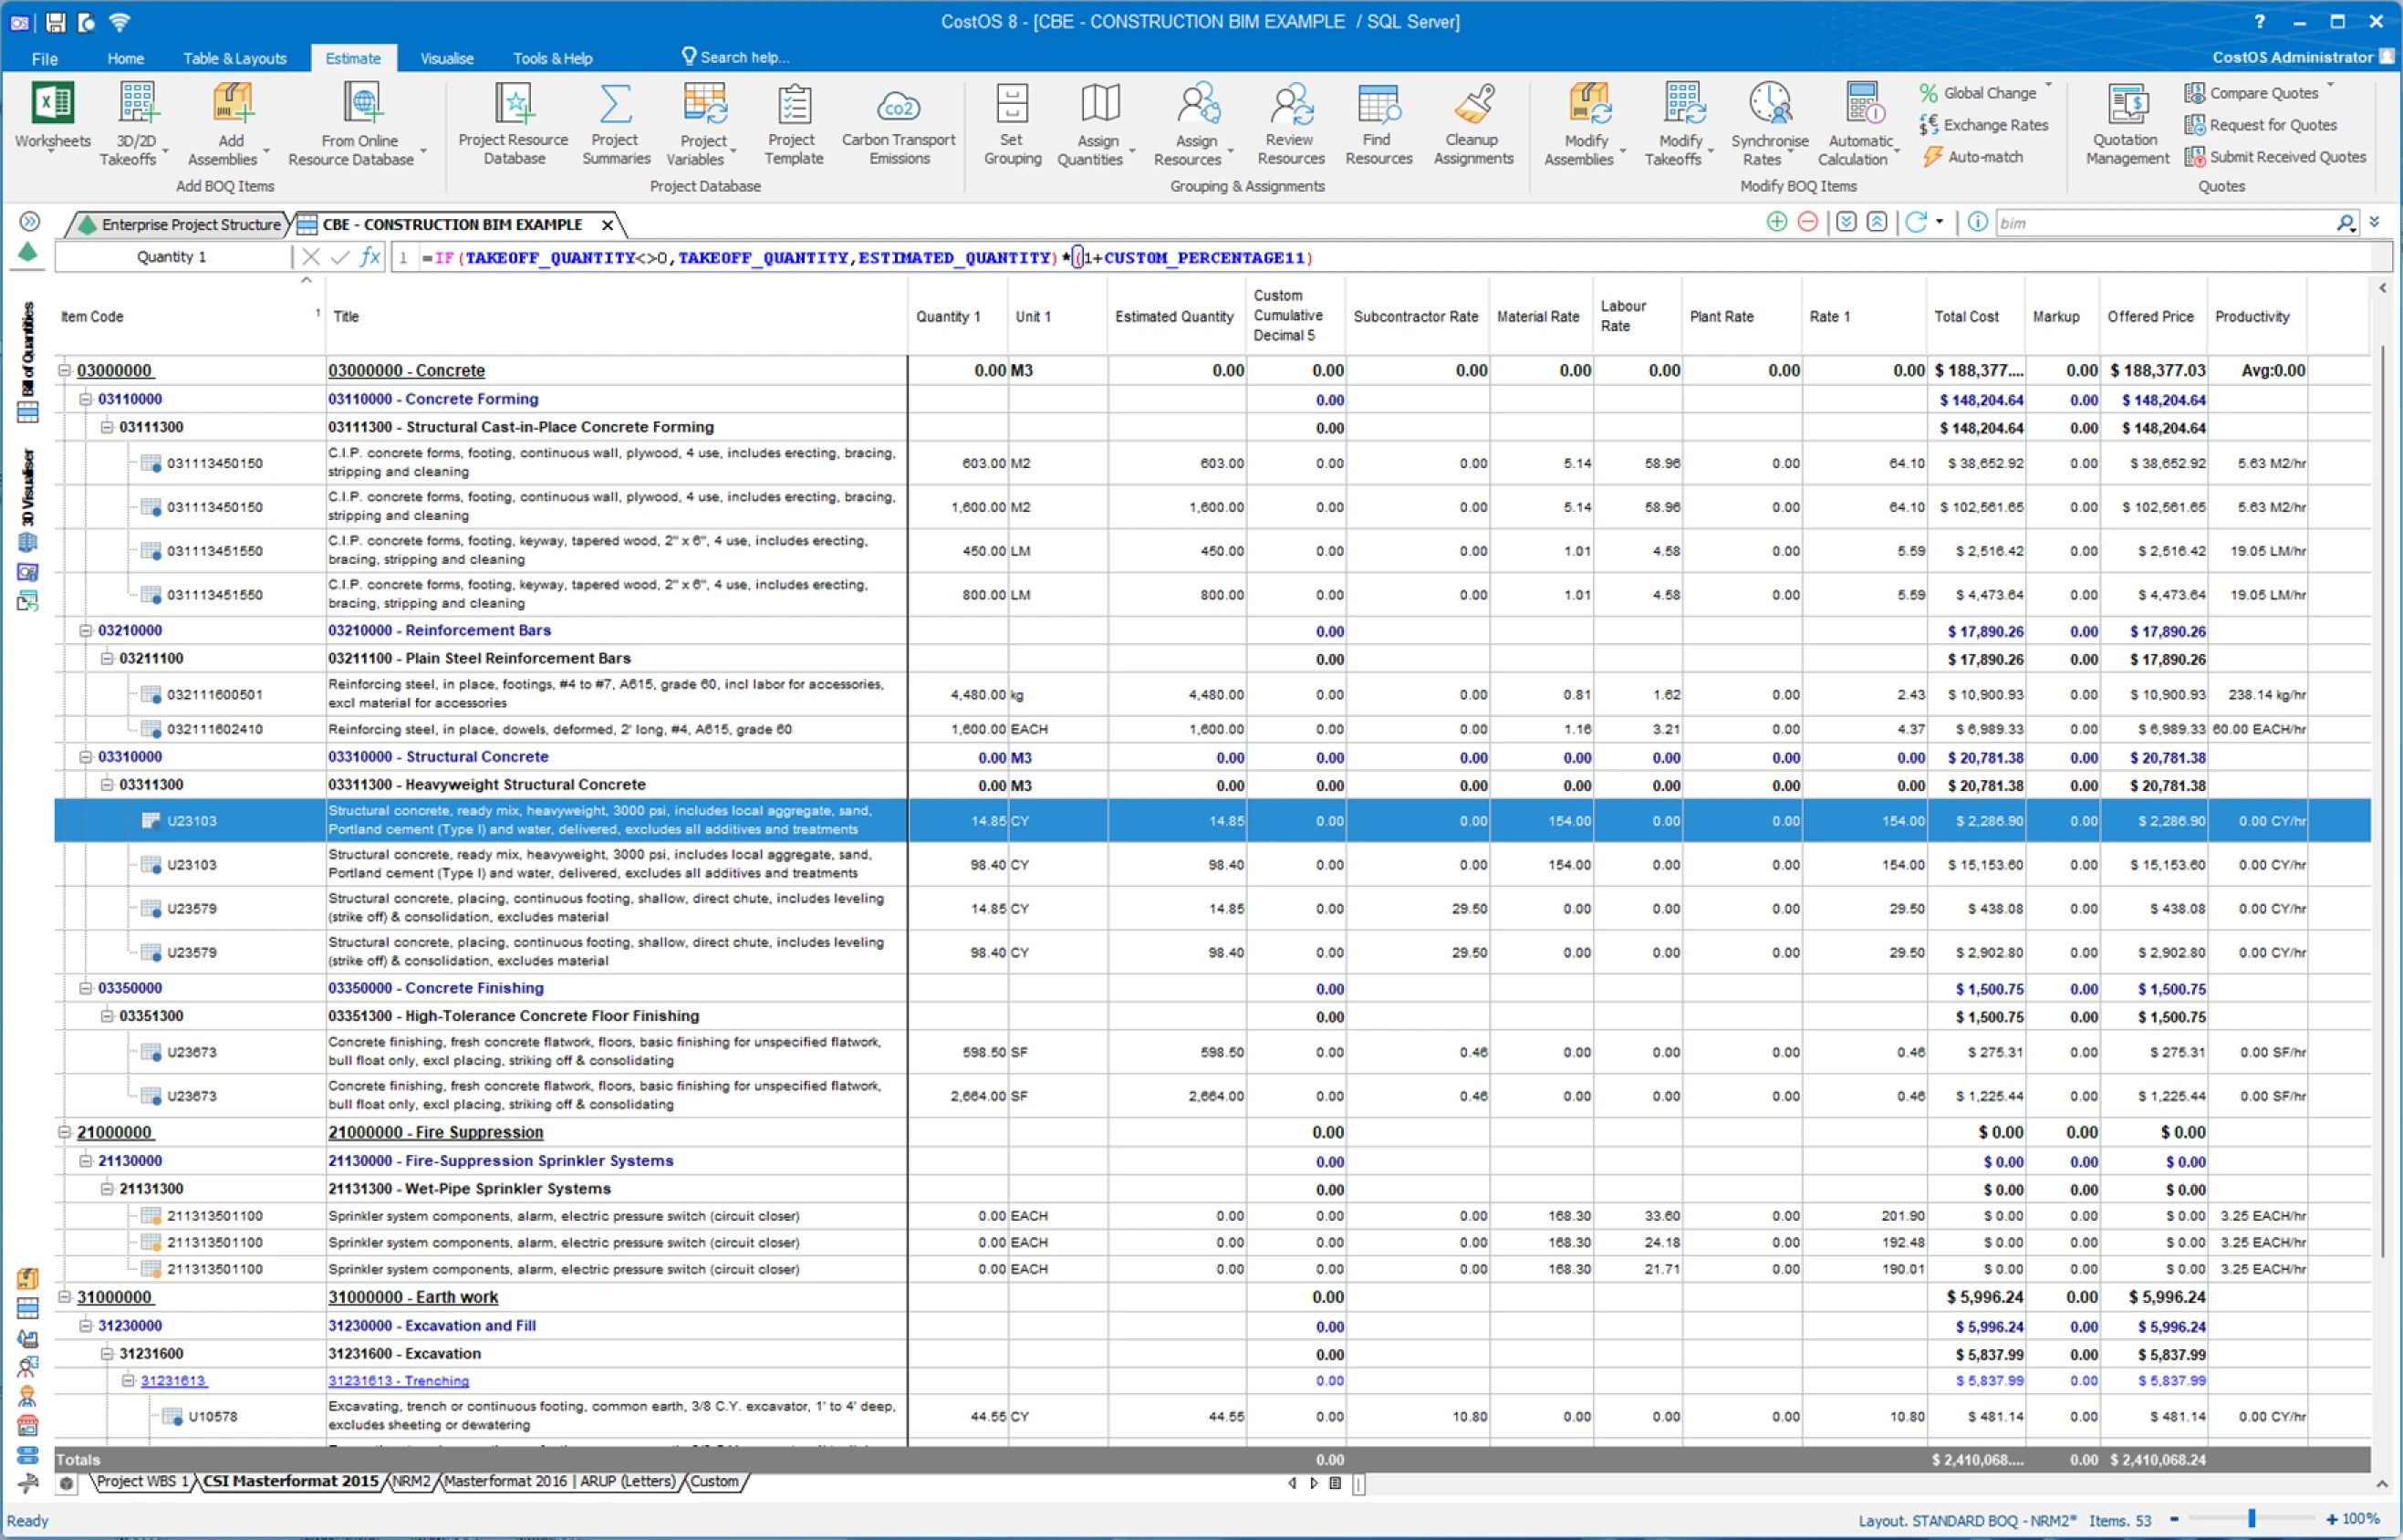 CostOS 8 - [CBE - CONSTRUCTION BIM EXAMPLE / SQL Server]
File Home Table & Layouts Estimate Visualise Tools & Help Search help... CostOS Administrator
Worksheets 3D/2D Takeoffs Add Assemblies From Online Resource Database Project Resource Database Project Summaries Project Variables Project Template Carbon Transport Emissions Set Grouping Assign Quantities Assign Resources Review Resources Find Resources Cleanup Assignments Modify Assemblies Modify Takeoffs Synchronise Rates Automatic Calculation Global Change Exchange Rates Auto-match Quotation Management Compare Quotes Request for Quotes Submit Received Quotes
Add BOQ Items Project Database Grouping & Assignments Modify BOQ Items Quotes
Enterprise Project Structure CBE - CONSTRUCTION BIM EXAMPLE bim
Quantity 1 fx 1 =IF(TAKEOFF_QUANTITY<>0,TAKEOFF_QUANTITY,ESTIMATED_QUANTITY)*(1+CUSTOM_PERCENTAGE11)
Bill of Quantities
3D Visualiser
Item Code 1 Title Quantity 1 Unit 1 Estimated Quantity Custom Cumulative Decimal 5 Subcontractor Rate Material Rate Labour Rate Plant Rate Rate 1 Total Cost Markup Offered Price Productivity
03000000 03000000 - Concrete 0.00 M3 0.00 0.00 0.00 0.00 0.00 0.00 0.00 $ 188,377.... 0.00 $ 188,377.03 Avg:0.00
03110000 03110000 - Concrete Forming 0.00 $ 148,204.64 0.00 $ 148,204.64
03111300 03111300 - Structural Cast-in-Place Concrete Forming 0.00 $ 148,204.64 0.00 $ 148,204.64
031113450150 C.I.P. concrete forms, footing, continuous wall, plywood, 4 use, includes erecting, bracing, stripping and cleaning 603.00 M2 603.00 0.00 0.00 5.14 58.96 0.00 64.10 $ 38,652.92 0.00 $ 38,652.92 5.63 M2/hr
031113450150 C.I.P. concrete forms, footing, continuous wall, plywood, 4 use, includes erecting, bracing, stripping and cleaning 1,600.00 M2 1,600.00 0.00 0.00 5.14 58.96 0.00 64.10 $ 102,561.65 0.00 $ 102,561.65 5.63 M2/hr
031113451550 C.I.P. concrete forms, footing, keyway, tapered wood, 2" x 6", 4 use, includes erecting, bracing, stripping and cleaning 450.00 LM 450.00 0.00 0.00 1.01 4.58 0.00 5.59 $ 2,516.42 0.00 $ 2,516.42 19.05 LM/hr
031113451550 C.I.P. concrete forms, footing, keyway, tapered wood, 2" x 6", 4 use, includes erecting, bracing, stripping and cleaning 800.00 LM 800.00 0.00 0.00 1.01 4.58 0.00 5.59 $ 4,473.64 0.00 $ 4,473.64 19.05 LM/hr
03210000 03210000 - Reinforcement Bars 0.00 $ 17,890.26 0.00 $ 17,890.26
03211100 03211100 - Plain Steel Reinforcement Bars 0.00 $ 17,890.26 0.00 $ 17,890.26
032111600501 Reinforcing steel, in place, footings, #4 to #7, A615, grade 60, incl labor for accessories, excl material for accessories 4,480.00 kg 4,480.00 0.00 0.00 0.81 1.62 0.00 2.43 $ 10,900.93 0.00 $ 10,900.93 238.14 kg/hr
032111602410 Reinforcing steel, in place, dowels, deformed, 2' long, #4, A615, grade 60 1,600.00 EACH 1,600.00 0.00 0.00 1.16 3.21 0.00 4.37 $ 6,989.33 0.00 $ 6,989.33 60.00 EACH/hr
03310000 03310000 - Structural Concrete 0.00 M3 0.00 0.00 0.00 0.00 0.00 0.00 0.00 $ 20,781.38 0.00 $ 20,781.38
03311300 03311300 - Heavyweight Structural Concrete 0.00 M3 0.00 0.00 0.00 0.00 0.00 0.00 0.00 $ 20,781.38 0.00 $ 20,781.38
U23103 Structural concrete, ready mix, heavyweight, 3000 psi, includes local aggregate, sand, Portland cement (Type I) and water, delivered, excludes all additives and treatments 14.85 CY 14.85 0.00 0.00 154.00 0.00 0.00 154.00 $ 2,286.90 0.00 $ 2,286.90 0.00 CY/hr
U23103 Structural concrete, ready mix, heavyweight, 3000 psi, includes local aggregate, sand, Portland cement (Type I) and water, delivered, excludes all additives and treatments 98.40 CY 98.40 0.00 0.00 154.00 0.00 0.00 154.00 $ 15,153.60 0.00 $ 15,153.60 0.00 CY/hr
U23579 Structural concrete, placing, continuous footing, shallow, direct chute, includes leveling (strike off) & consolidation, excludes material 14.85 CY 14.85 0.00 29.50 0.00 0.00 0.00 29.50 $ 438.08 0.00 $ 438.08 0.00 CY/hr
U23579 Structural concrete, placing, continuous footing, shallow, direct chute, includes leveling (strike off) & consolidation, excludes material 98.40 CY 98.40 0.00 29.50 0.00 0.00 0.00 29.50 $ 2,902.80 0.00 $ 2,902.80 0.00 CY/hr
03350000 03350000 - Concrete Finishing 0.00 $ 1,500.75 0.00 $ 1,500.75
03351300 03351300 - High-Tolerance Concrete Floor Finishing 0.00 $ 1,500.75 0.00 $ 1,500.75
U23673 Concrete finishing, fresh concrete flatwork, floors, basic finishing for unspecified flatwork, bull float only, excl placing, striking off & consolidating 598.50 SF 598.50 0.00 0.46 0.00 0.00 0.00 0.46 $ 275.31 0.00 $ 275.31 0.00 SF/hr
U23673 Concrete finishing, fresh concrete flatwork, floors, basic finishing for unspecified flatwork, bull float only, excl placing, striking off & consolidating 2,664.00 SF 2,664.00 0.00 0.46 0.00 0.00 0.00 0.46 $ 1,225.44 0.00 $ 1,225.44 0.00 SF/hr
21000000 21000000 - Fire Suppression 0.00 $ 0.00 0.00 $ 0.00
21130000 21130000 - Fire-Suppression Sprinkler Systems 0.00 $ 0.00 0.00 $ 0.00
21131300 21131300 - Wet-Pipe Sprinkler Systems 0.00 $ 0.00 0.00 $ 0.00
211313501100 Sprinkler system components, alarm, electric pressure switch (circuit closer) 0.00 EACH 0.00 0.00 0.00 168.30 33.60 0.00 201.90 $ 0.00 0.00 $ 0.00 3.25 EACH/hr
211313501100 Sprinkler system components, alarm, electric pressure switch (circuit closer) 0.00 EACH 0.00 0.00 0.00 168.30 24.18 0.00 192.48 $ 0.00 0.00 $ 0.00 3.25 EACH/hr
211313501100 Sprinkler system components, alarm, electric pressure switch (circuit closer) 0.00 EACH 0.00 0.00 0.00 168.30 21.71 0.00 190.01 $ 0.00 0.00 $ 0.00 3.25 EACH/hr
31000000 31000000 - Earth work 0.00 $ 5,996.24 0.00 $ 5,996.24
31230000 31230000 - Excavation and Fill 0.00 $ 5,996.24 0.00 $ 5,996.24
31231600 31231600 - Excavation 0.00 $ 5,837.99 0.00 $ 5,837.99
31231613 31231613 - Trenching 0.00 $ 5,837.99 0.00 $ 5,837.99
U10578 Excavating, trench or continuous footing, common earth, 3/8 C.Y. excavator, 1' to 4' deep, excludes sheeting or dewatering 44.55 CY 44.55 0.00 10.80 0.00 0.00 0.00 10.80 $ 481.14 0.00 $ 481.14 0.00 CY/hr
Totals 0.00 $ 2,410,068.... 0.00 $ 2,410,068.24
Project WBS 1 CSI Masterformat 2015 NRM2 Masterformat 2016 | ARUP (Letters) Custom
Ready Layout. STANDARD BOQ - NRM2* Items. 53 - + 100%